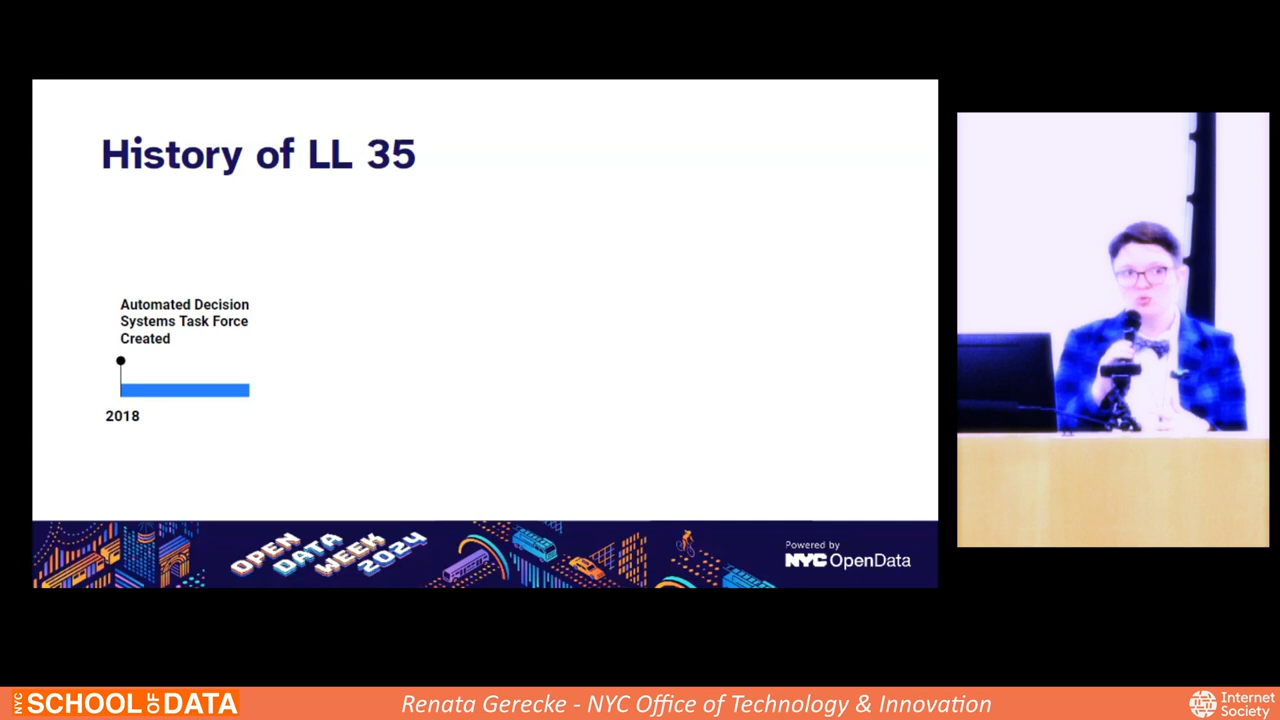 History of LL 35
Automated Decision
Systems Task Force
Created
2018
OPEN
DATA
WEEK
2024
Powered by
NYC OpenData
NYC SCHOOL OF DATA
Renata Gerecke - NYC Office of Technology & Innovation
Internet
Society